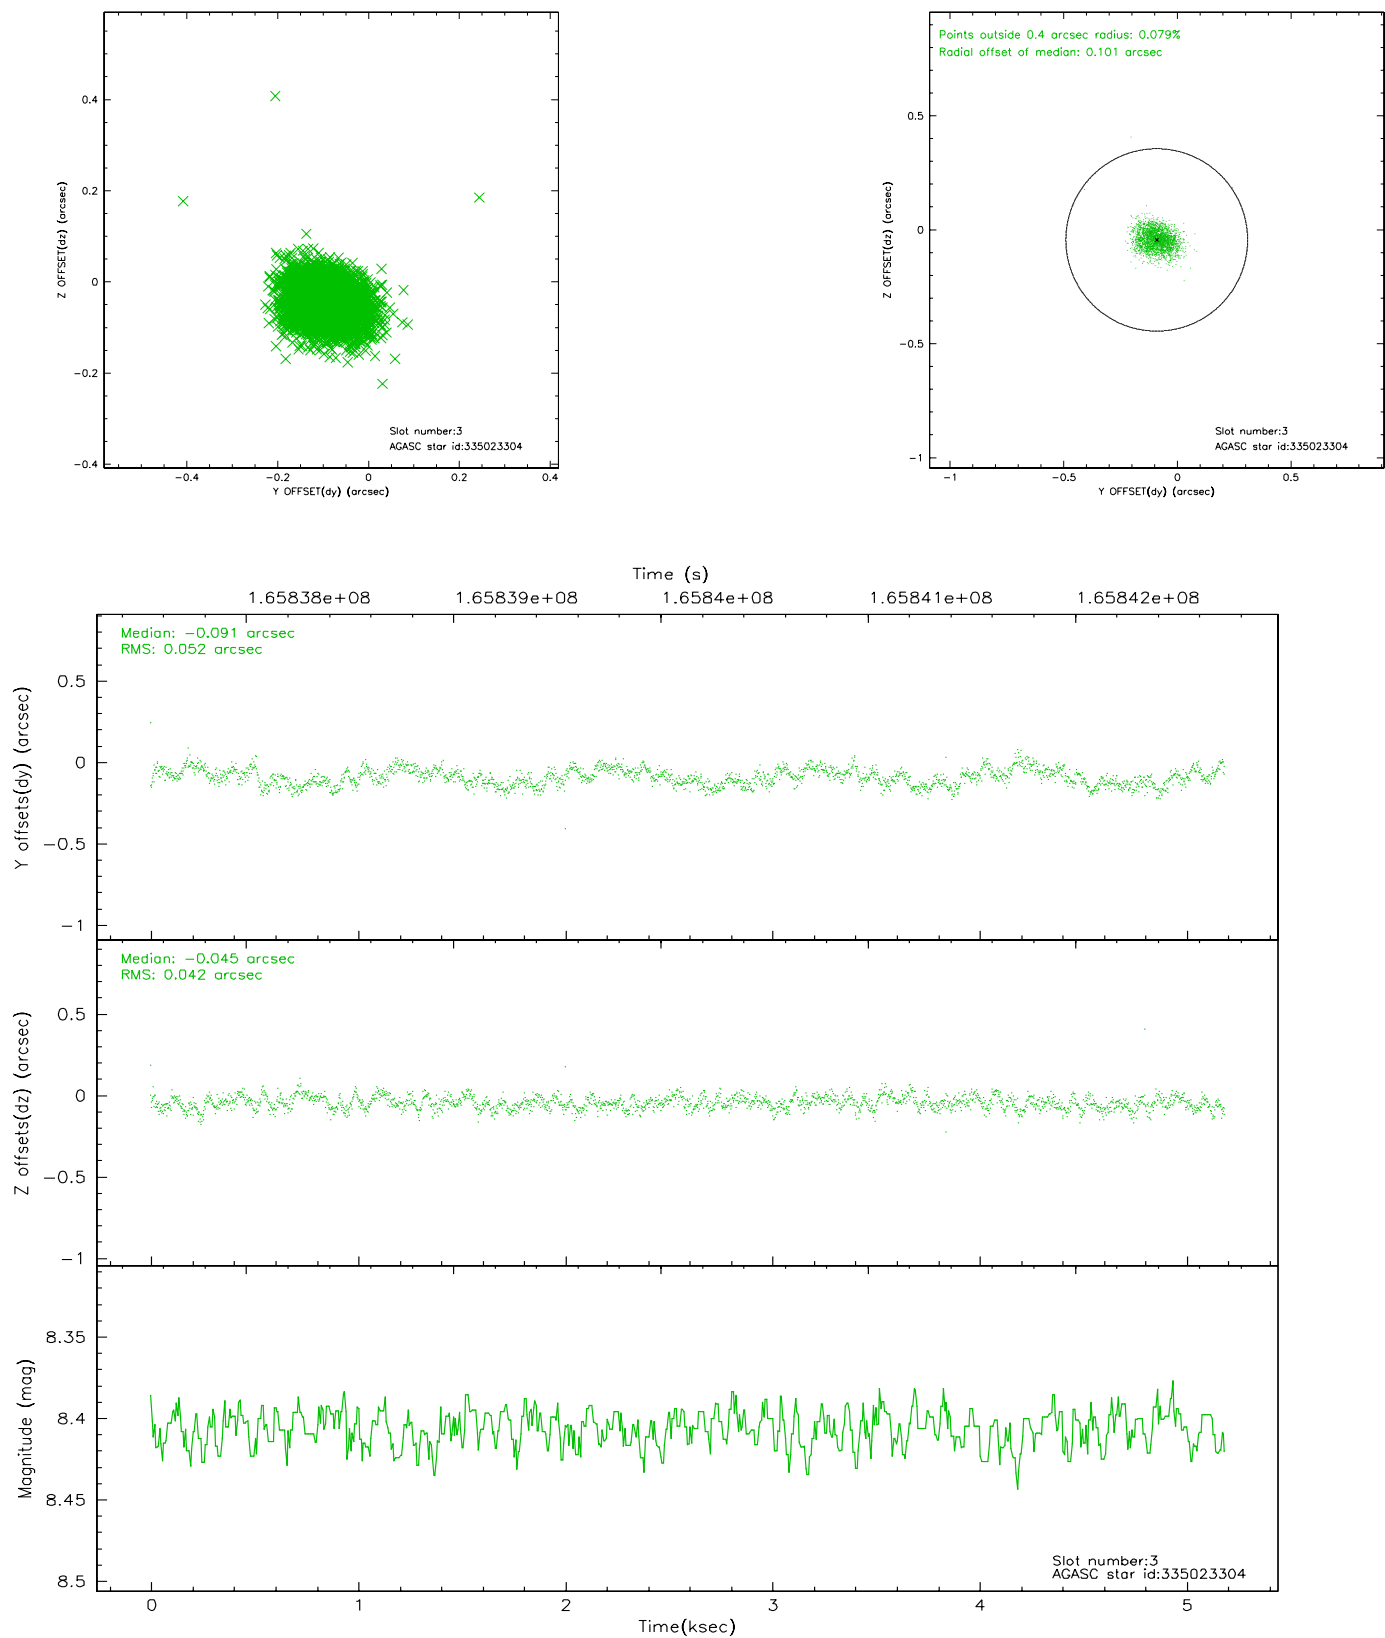 0.4
0.2
0
-0.2
-0.4
Z OFFSET(dz) (arcsec)
Slot number:3
AGASC star id:335023304
-0.4 -0.2 0 0.2 0.4
Y OFFSET(dy) (arcsec)
Points outside 0.4 arcsec radius: 0.079%
Radial offset of median: 0.101 arcsec
0.5
0
-0.5
-1
Z OFFSET(dz) (arcsec)
Slot number:3
AGASC star id:335023304
-1 -0.5 0 0.5
Y OFFSET(dy) (arcsec)
Time (s)
1.65838e+08 1.65839e+08 1.6584e+08 1.65841e+08 1.65842e+08
Median: -0.091 arcsec
RMS: 0.052 arcsec
0.5
0
-0.5
-1
Y offsets(dy) (arcsec)
Median: -0.045 arcsec
RMS: 0.042 arcsec
0.5
0
-0.5
-1
Z offsets(dz) (arcsec)
8.35
8.4
8.45
8.5
Magnitude (mag)
Slot number:3
AGASC star id:335023304
0 1 2 3 4 5
Time(ksec)